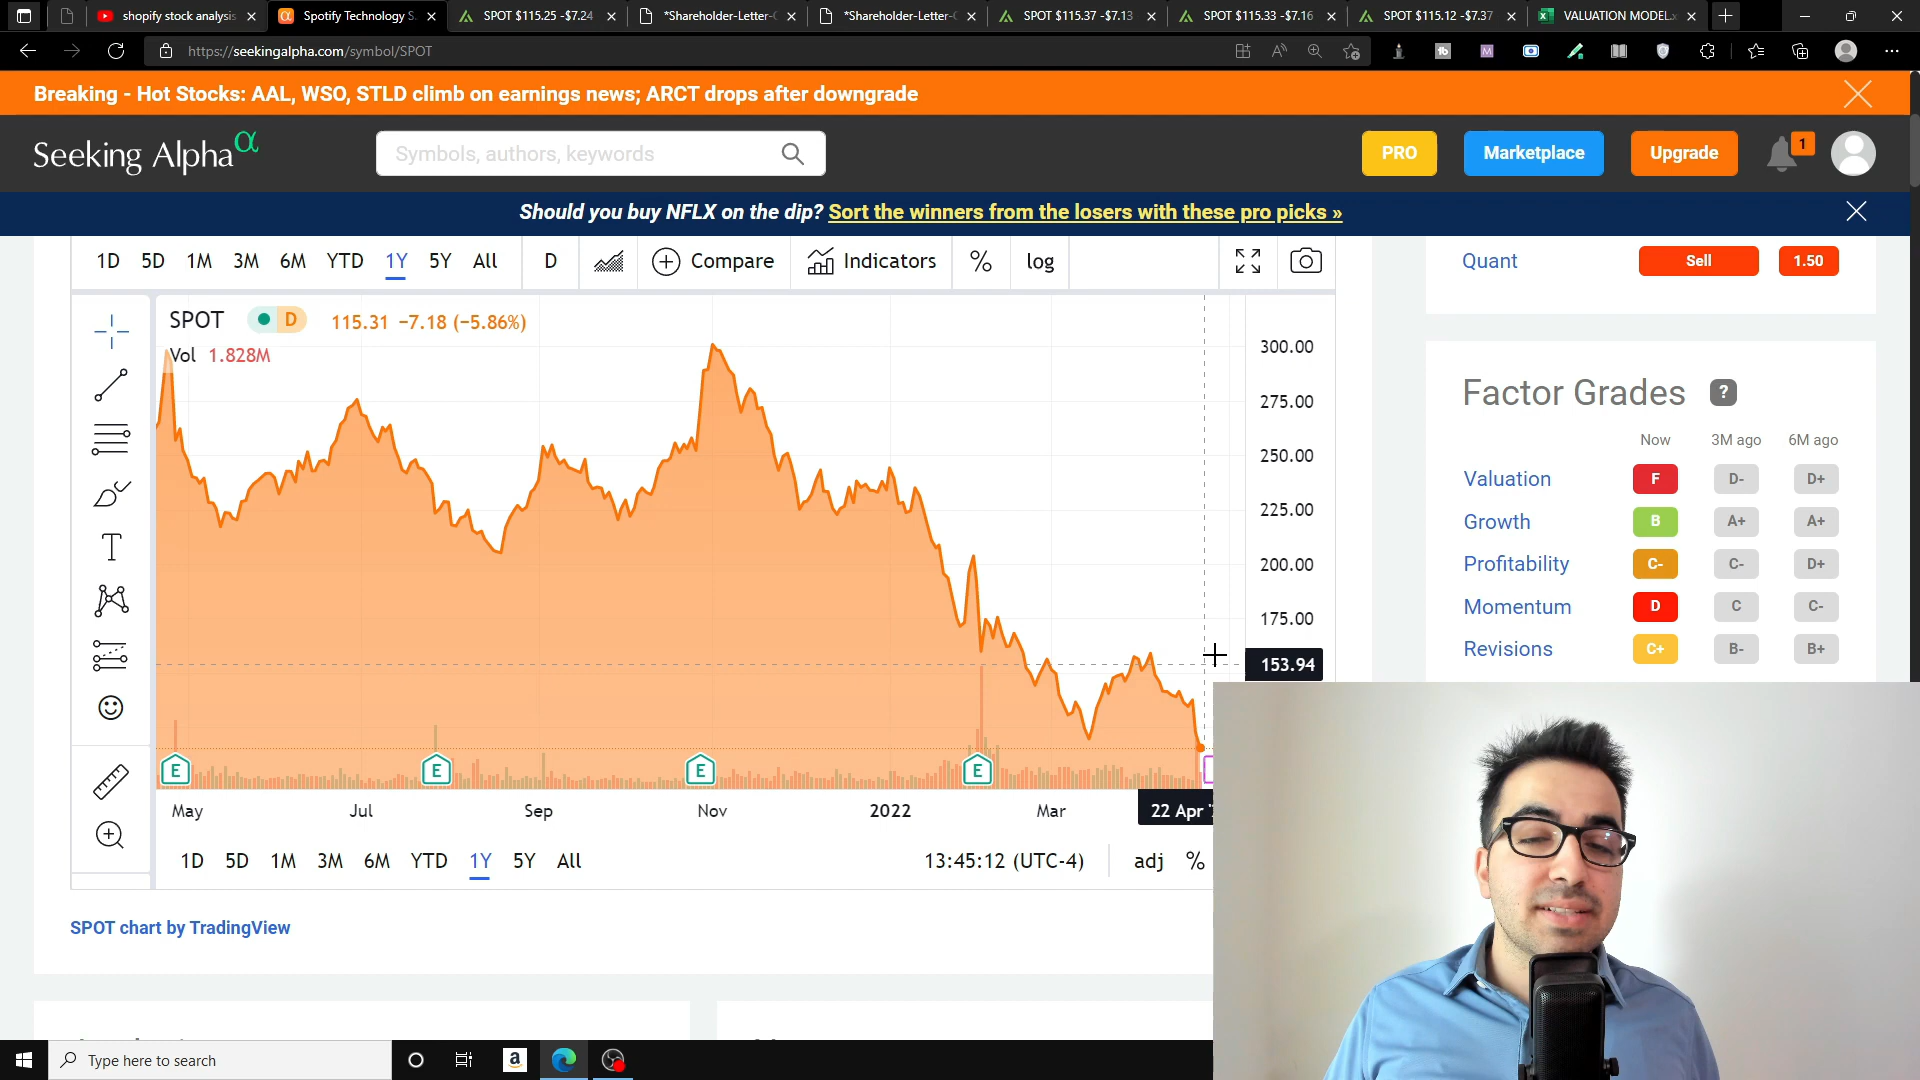 shopify stock analysis
Spotify Technology S
SPOT $115.25 -$7.24
*Shareholder-Letter-
*Shareholder-Letter-
SPOT $115.37 -$7.13
SPOT $115.33 -$7.16
SPOT $115.12 -$7.37
VALUATION MODEL.x
https://seekingalpha.com/symbol/SPOT
Breaking - Hot Stocks: AAL, WSO, STLD climb on earnings news; ARCT drops after downgrade
Seeking Alpha α
Symbols, authors, keywords
PRO
Marketplace
Upgrade
1
Should you buy NFLX on the dip? Sort the winners from the losers with these pro picks »
1D 5D 1M 3M 6M YTD 1Y 5Y All D Compare Indicators % log
Quant Sell 1.50
SPOT D 115.31 −7.18 (−5.86%)
Vol 1.828M
300.00
275.00
250.00
225.00
200.00
175.00
153.94
Factor Grades ?
Now 3M ago 6M ago
Valuation F D- D+
Growth B A+ A+
Profitability C- C- D+
Momentum D C C-
Revisions C+ B- B+
T
E E E E
May Jul Sep Nov 2022 Mar 22 Apr '
1D 5D 1M 3M 6M YTD 1Y 5Y All
13:45:12 (UTC-4) adj %
SPOT chart by TradingView
Type here to search
a